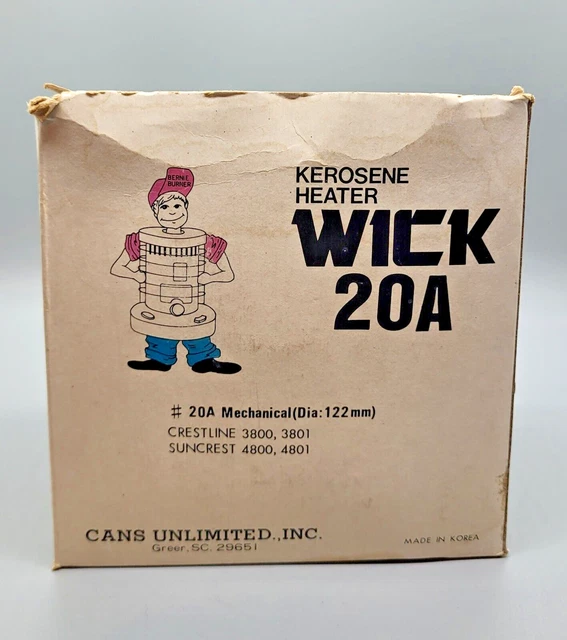 BERNIE
BURNER
KEROSENE
HEATER
WICK
20A
# 20A Mechanical(Dia:122mm)
CRESTLINE 3800, 3801
SUNCREST 4800, 4801
CANS UNLIMITED.,INC.
Greer, SC. 29651
MADE IN KOREA